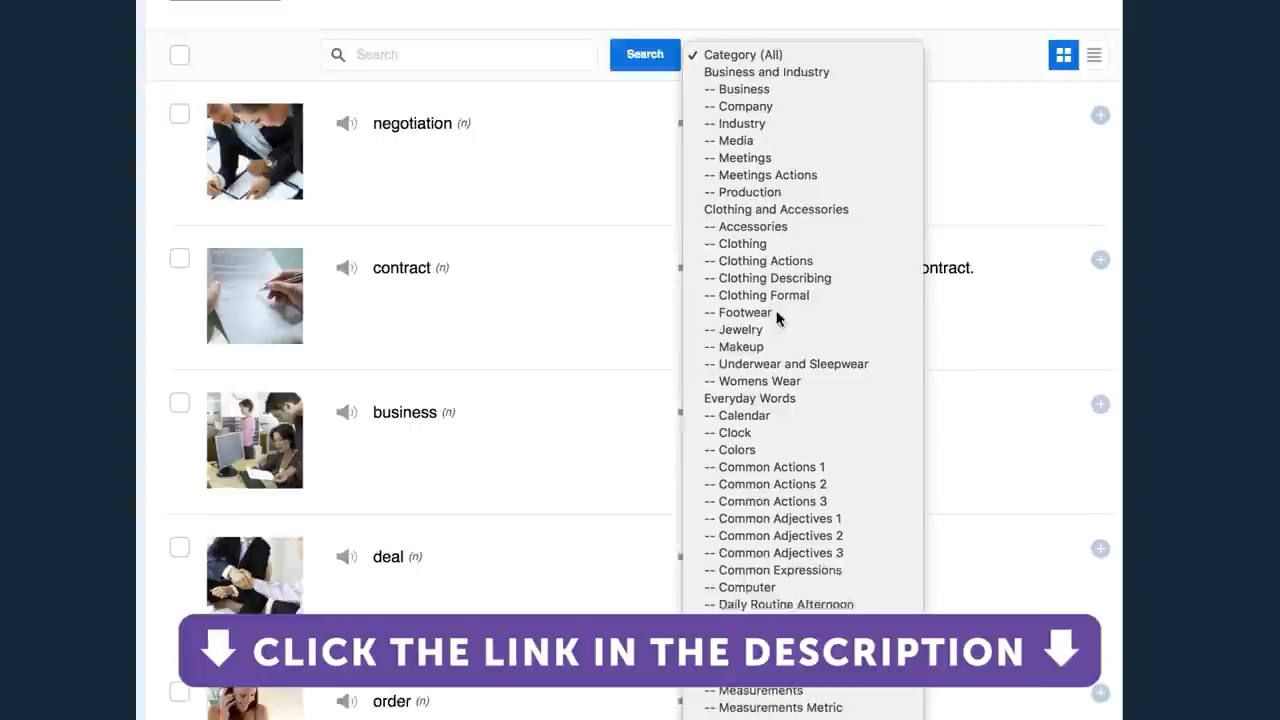 Search
Search
Category (All)
Business and Industry
-- Business
-- Company
-- Industry
-- Media
-- Meetings
-- Meetings Actions
-- Production
Clothing and Accessories
-- Accessories
-- Clothing
-- Clothing Actions
-- Clothing Describing
-- Clothing Formal
-- Footwear
-- Jewelry
-- Makeup
-- Underwear and Sleepwear
-- Womens Wear
Everyday Words
-- Calendar
-- Clock
-- Colors
-- Common Actions 1
-- Common Actions 2
-- Common Actions 3
-- Common Adjectives 1
-- Common Adjectives 2
-- Common Adjectives 3
-- Common Expressions
-- Computer
-- Daily Routine Afternoon
-- Measurements
-- Measurements Metric
negotiation (n)
contract (n)
ontract.
business (n)
deal (n)
CLICK THE LINK IN THE DESCRIPTION
order (n)